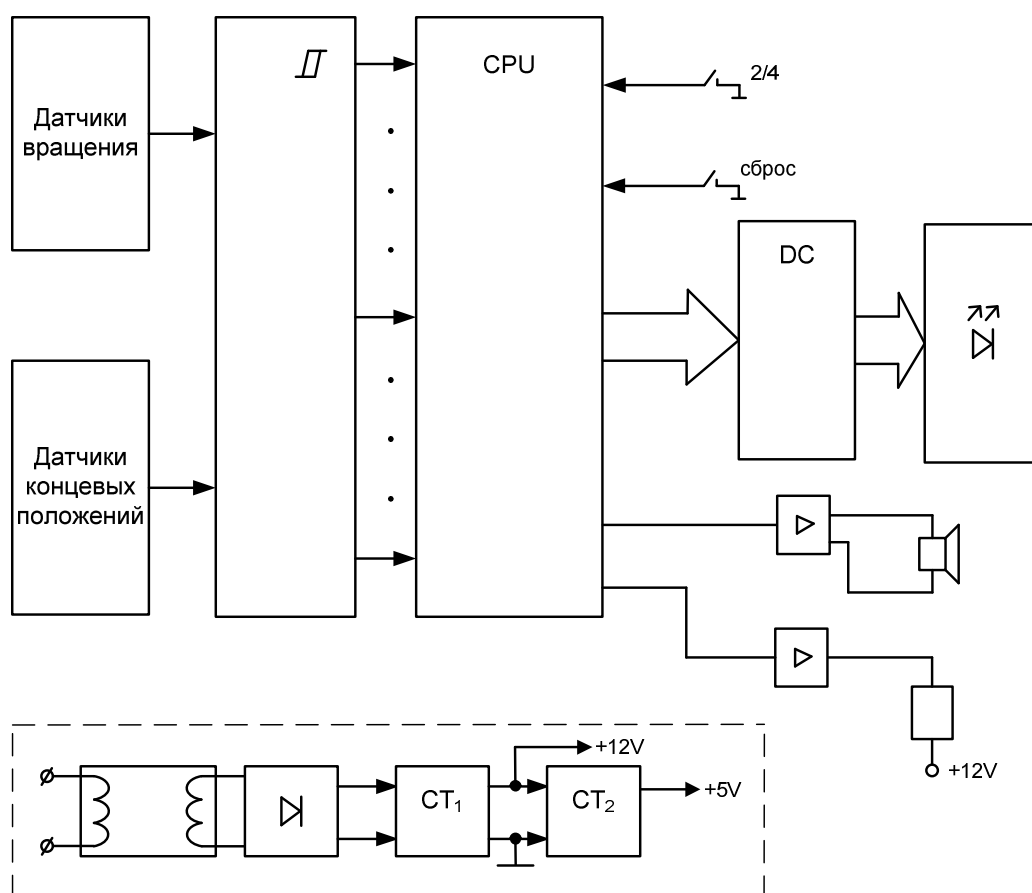 Датчики
вращения
CPU
2/4
сброс
DC
Датчики
концевых
положений
+12V
+12V
CT₁
CT₂
+5V